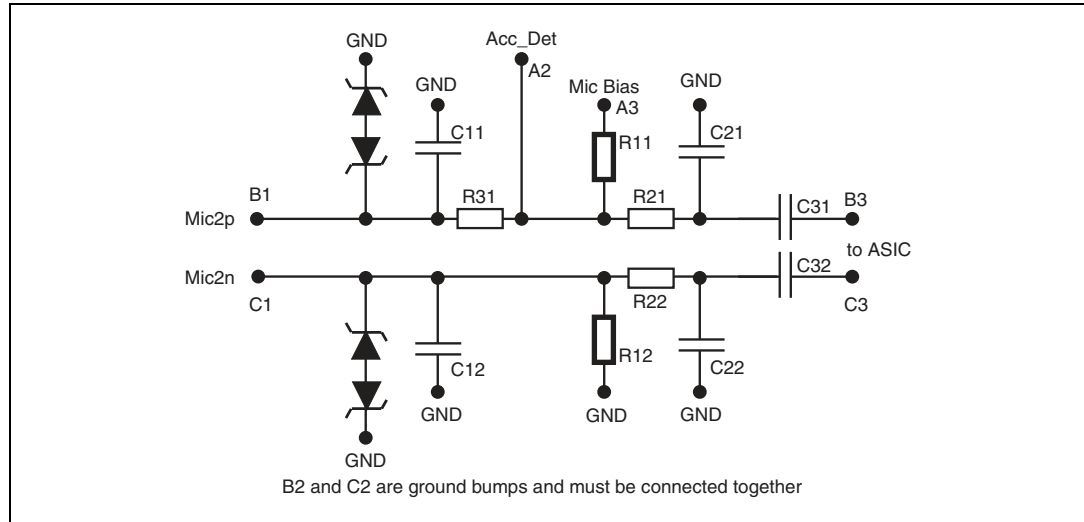 GND
Acc_Det
A2
GND
C11
Mic Bias
A3
R11
GND
C21
B1
Mic2p
R31
R21
C31
B3
to ASIC
Mic2n
C1
R22
C32
C3
C12
GND
R12
GND
C22
GND
GND
B2 and C2 are ground bumps and must be connected together